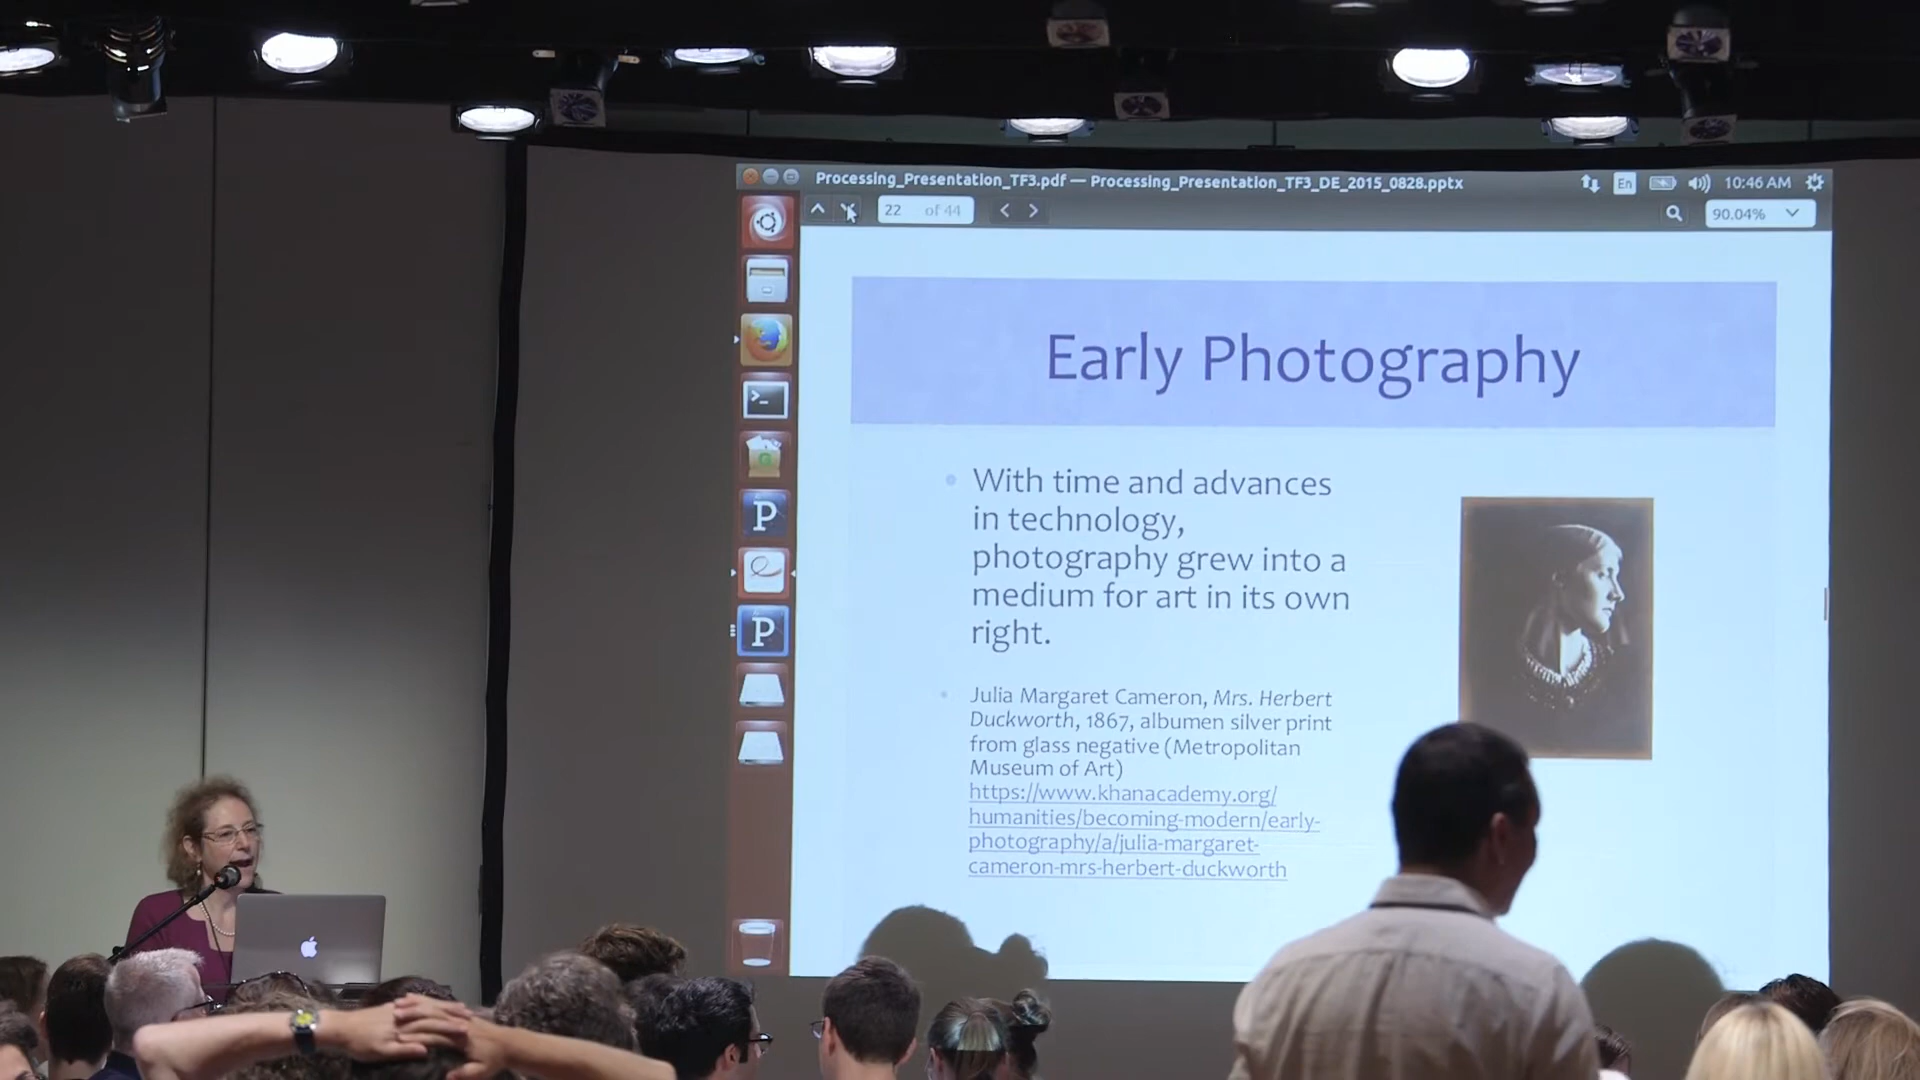 Processing_Presentation_TF3.pdf — Processing_Presentation_TF3_DE_2015_0828.pptx
En
10:46 AM
22 of 44
90.04%
Early Photography
With time and advances
in technology,
photography grew into a
medium for art in its own
right.
Julia Margaret Cameron, Mrs. Herbert
Duckworth, 1867, albumen silver print
from glass negative (Metropolitan
Museum of Art)
https://www.khanacademy.org/
humanities/becoming-modern/early-
photography/a/julia-margaret-
cameron-mrs-herbert-duckworth
>_
P
P